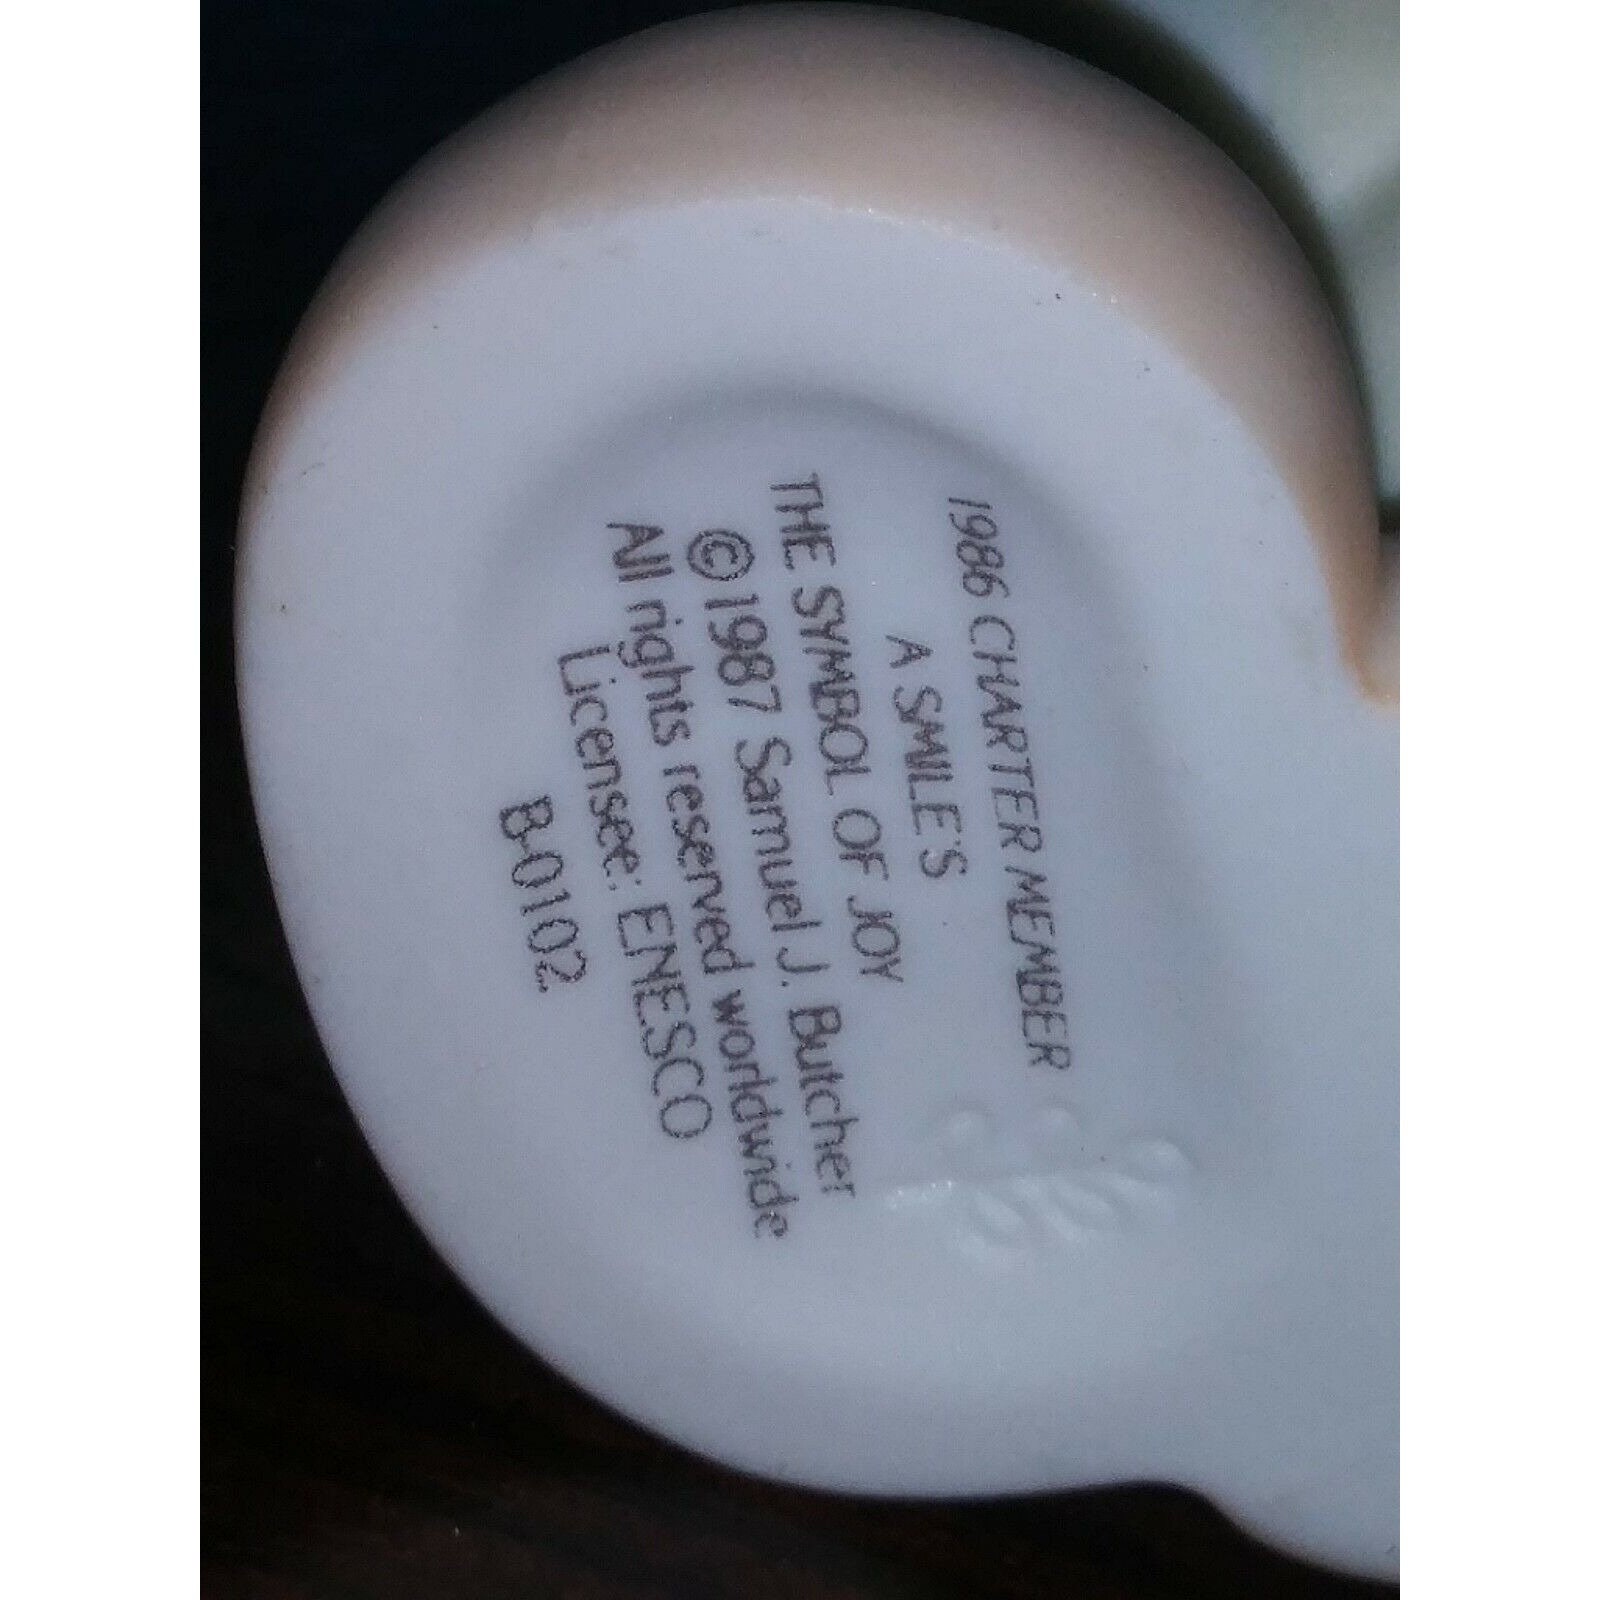 1986 CHARTER MEMBER
A SMILE'S
THE SYMBOL OF JOY
© 1987 Samuel J. Butcher
All rights reserved worldwide
Licensee: ENESCO
B-0102